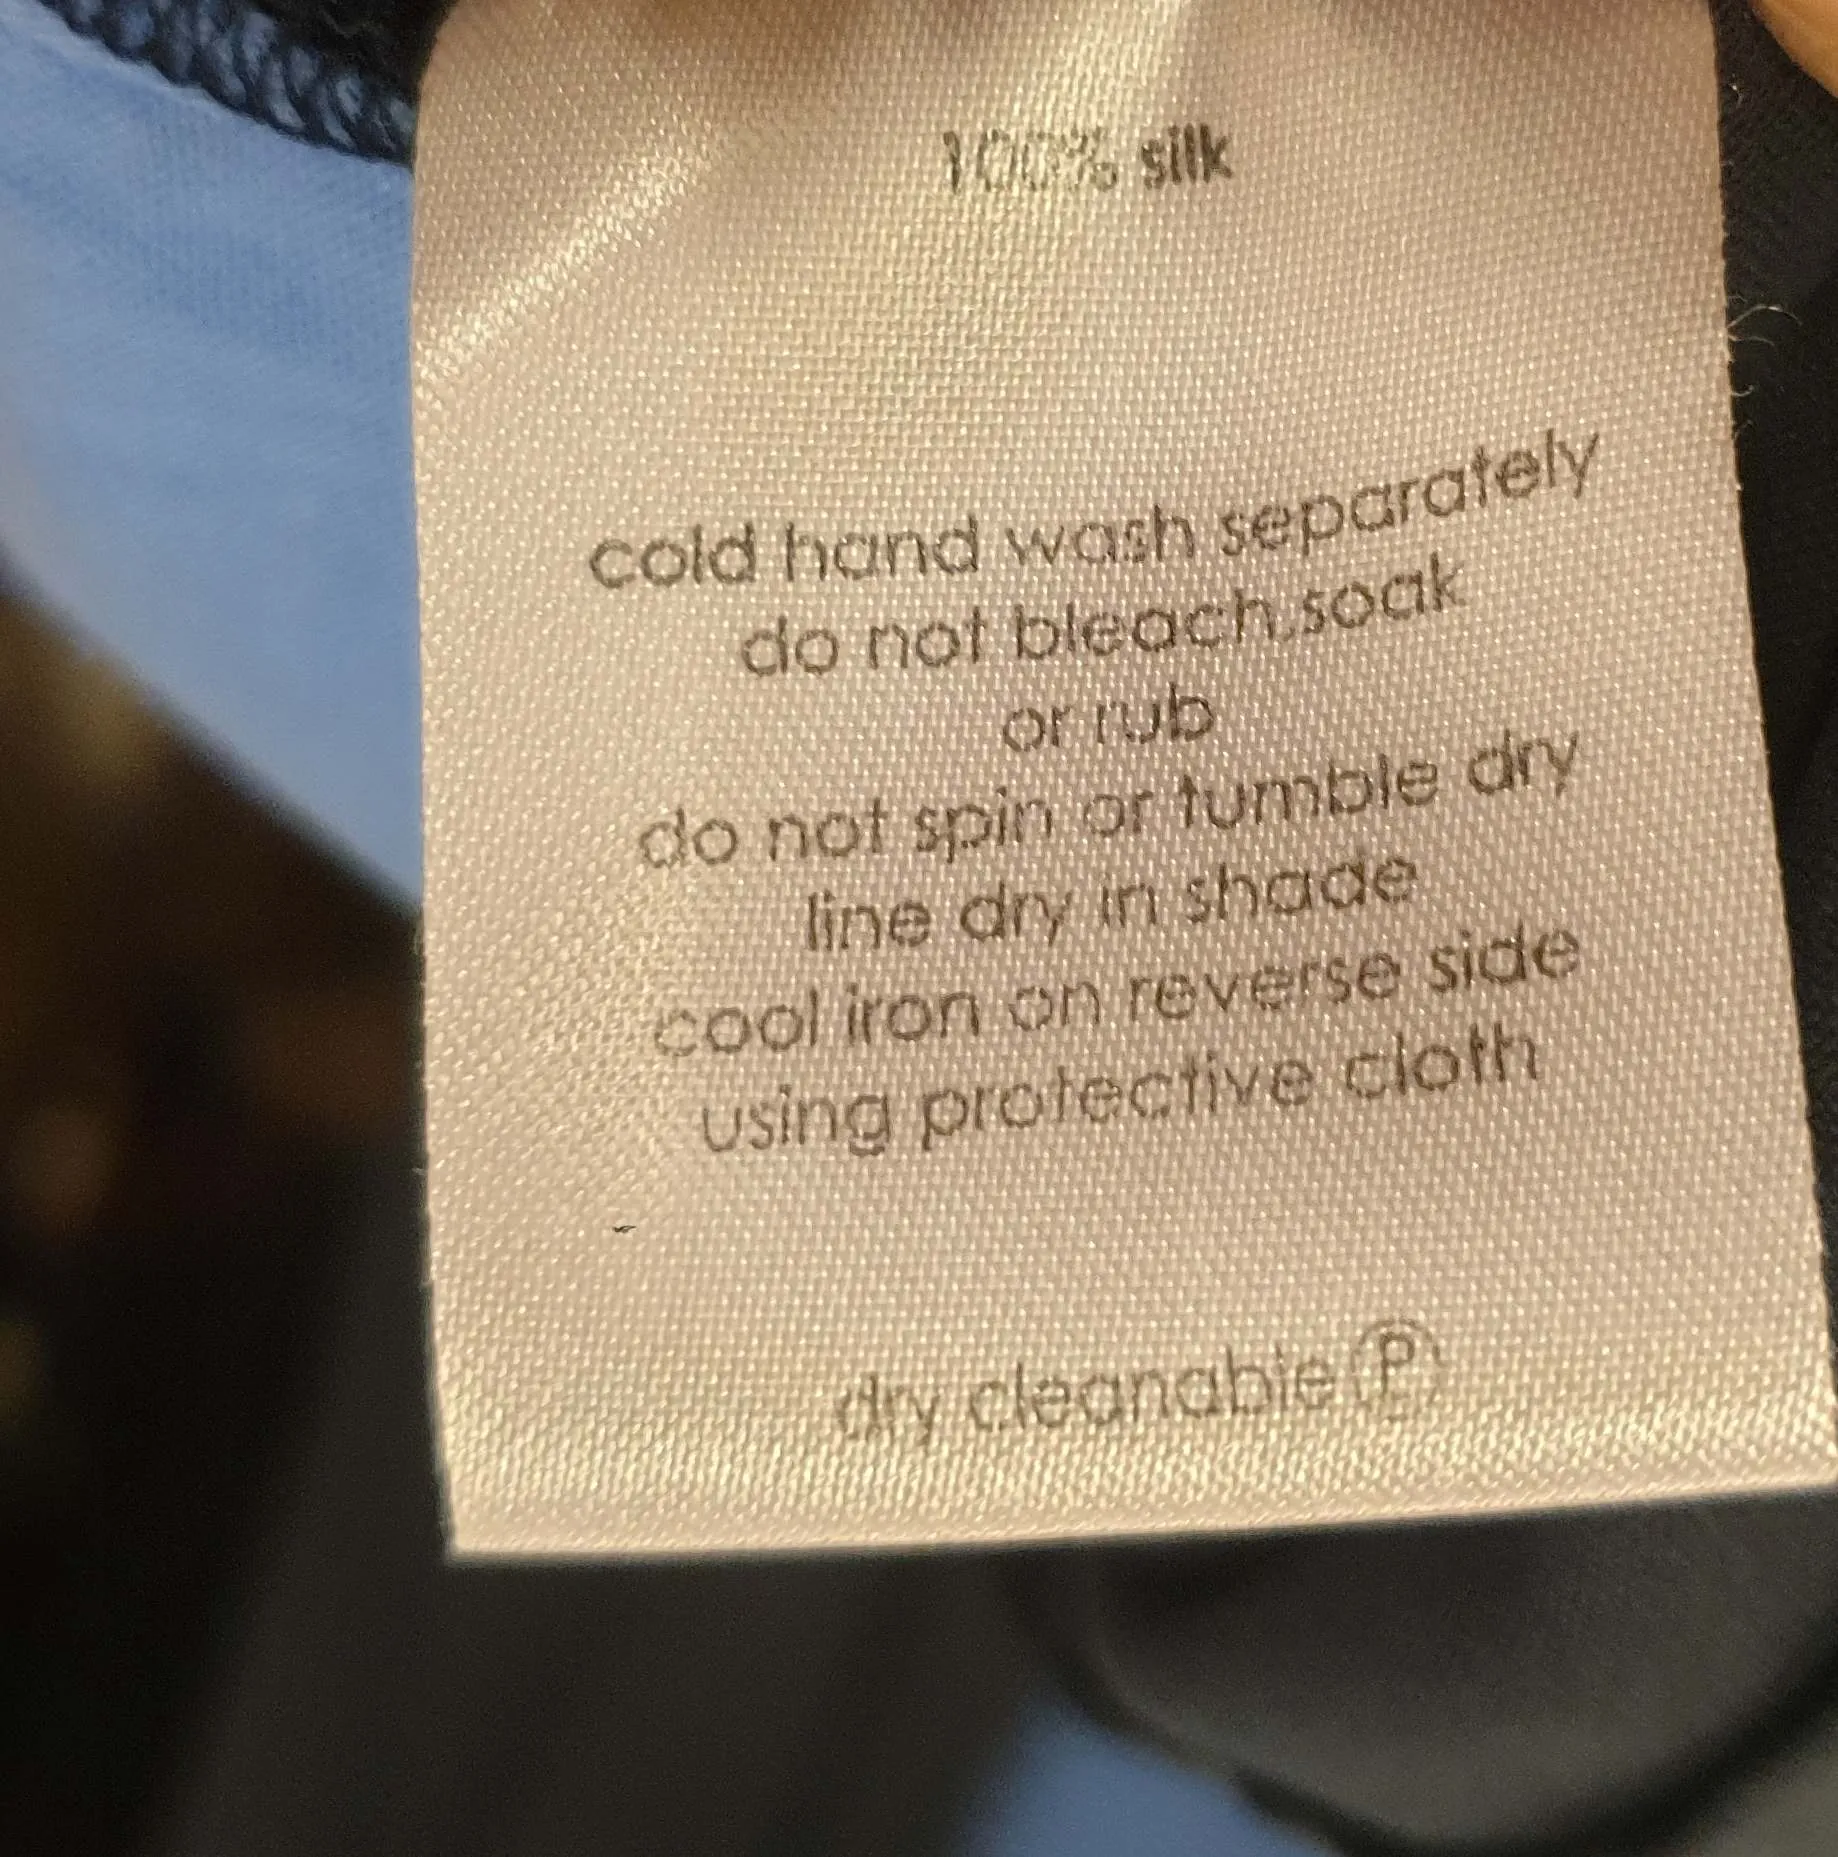 100% silk
cold hand wash separately
do not bleach,soak
or rub
do not spin or tumble dry
line dry in shade
cool iron on reverse side
using protective cloth
dry cleanable Ⓟ